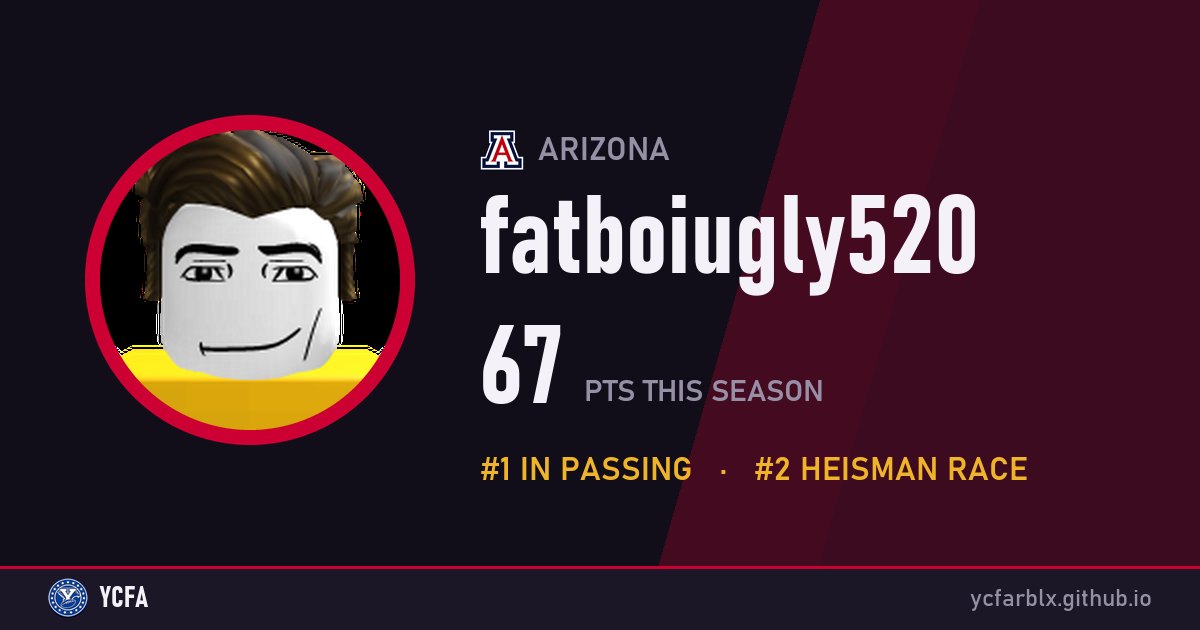 A ARIZONA
fatboiugly520
67 PTS THIS SEASON
#1 IN PASSING · #2 HEISMAN RACE
YCFA
ycfarblx.github.io